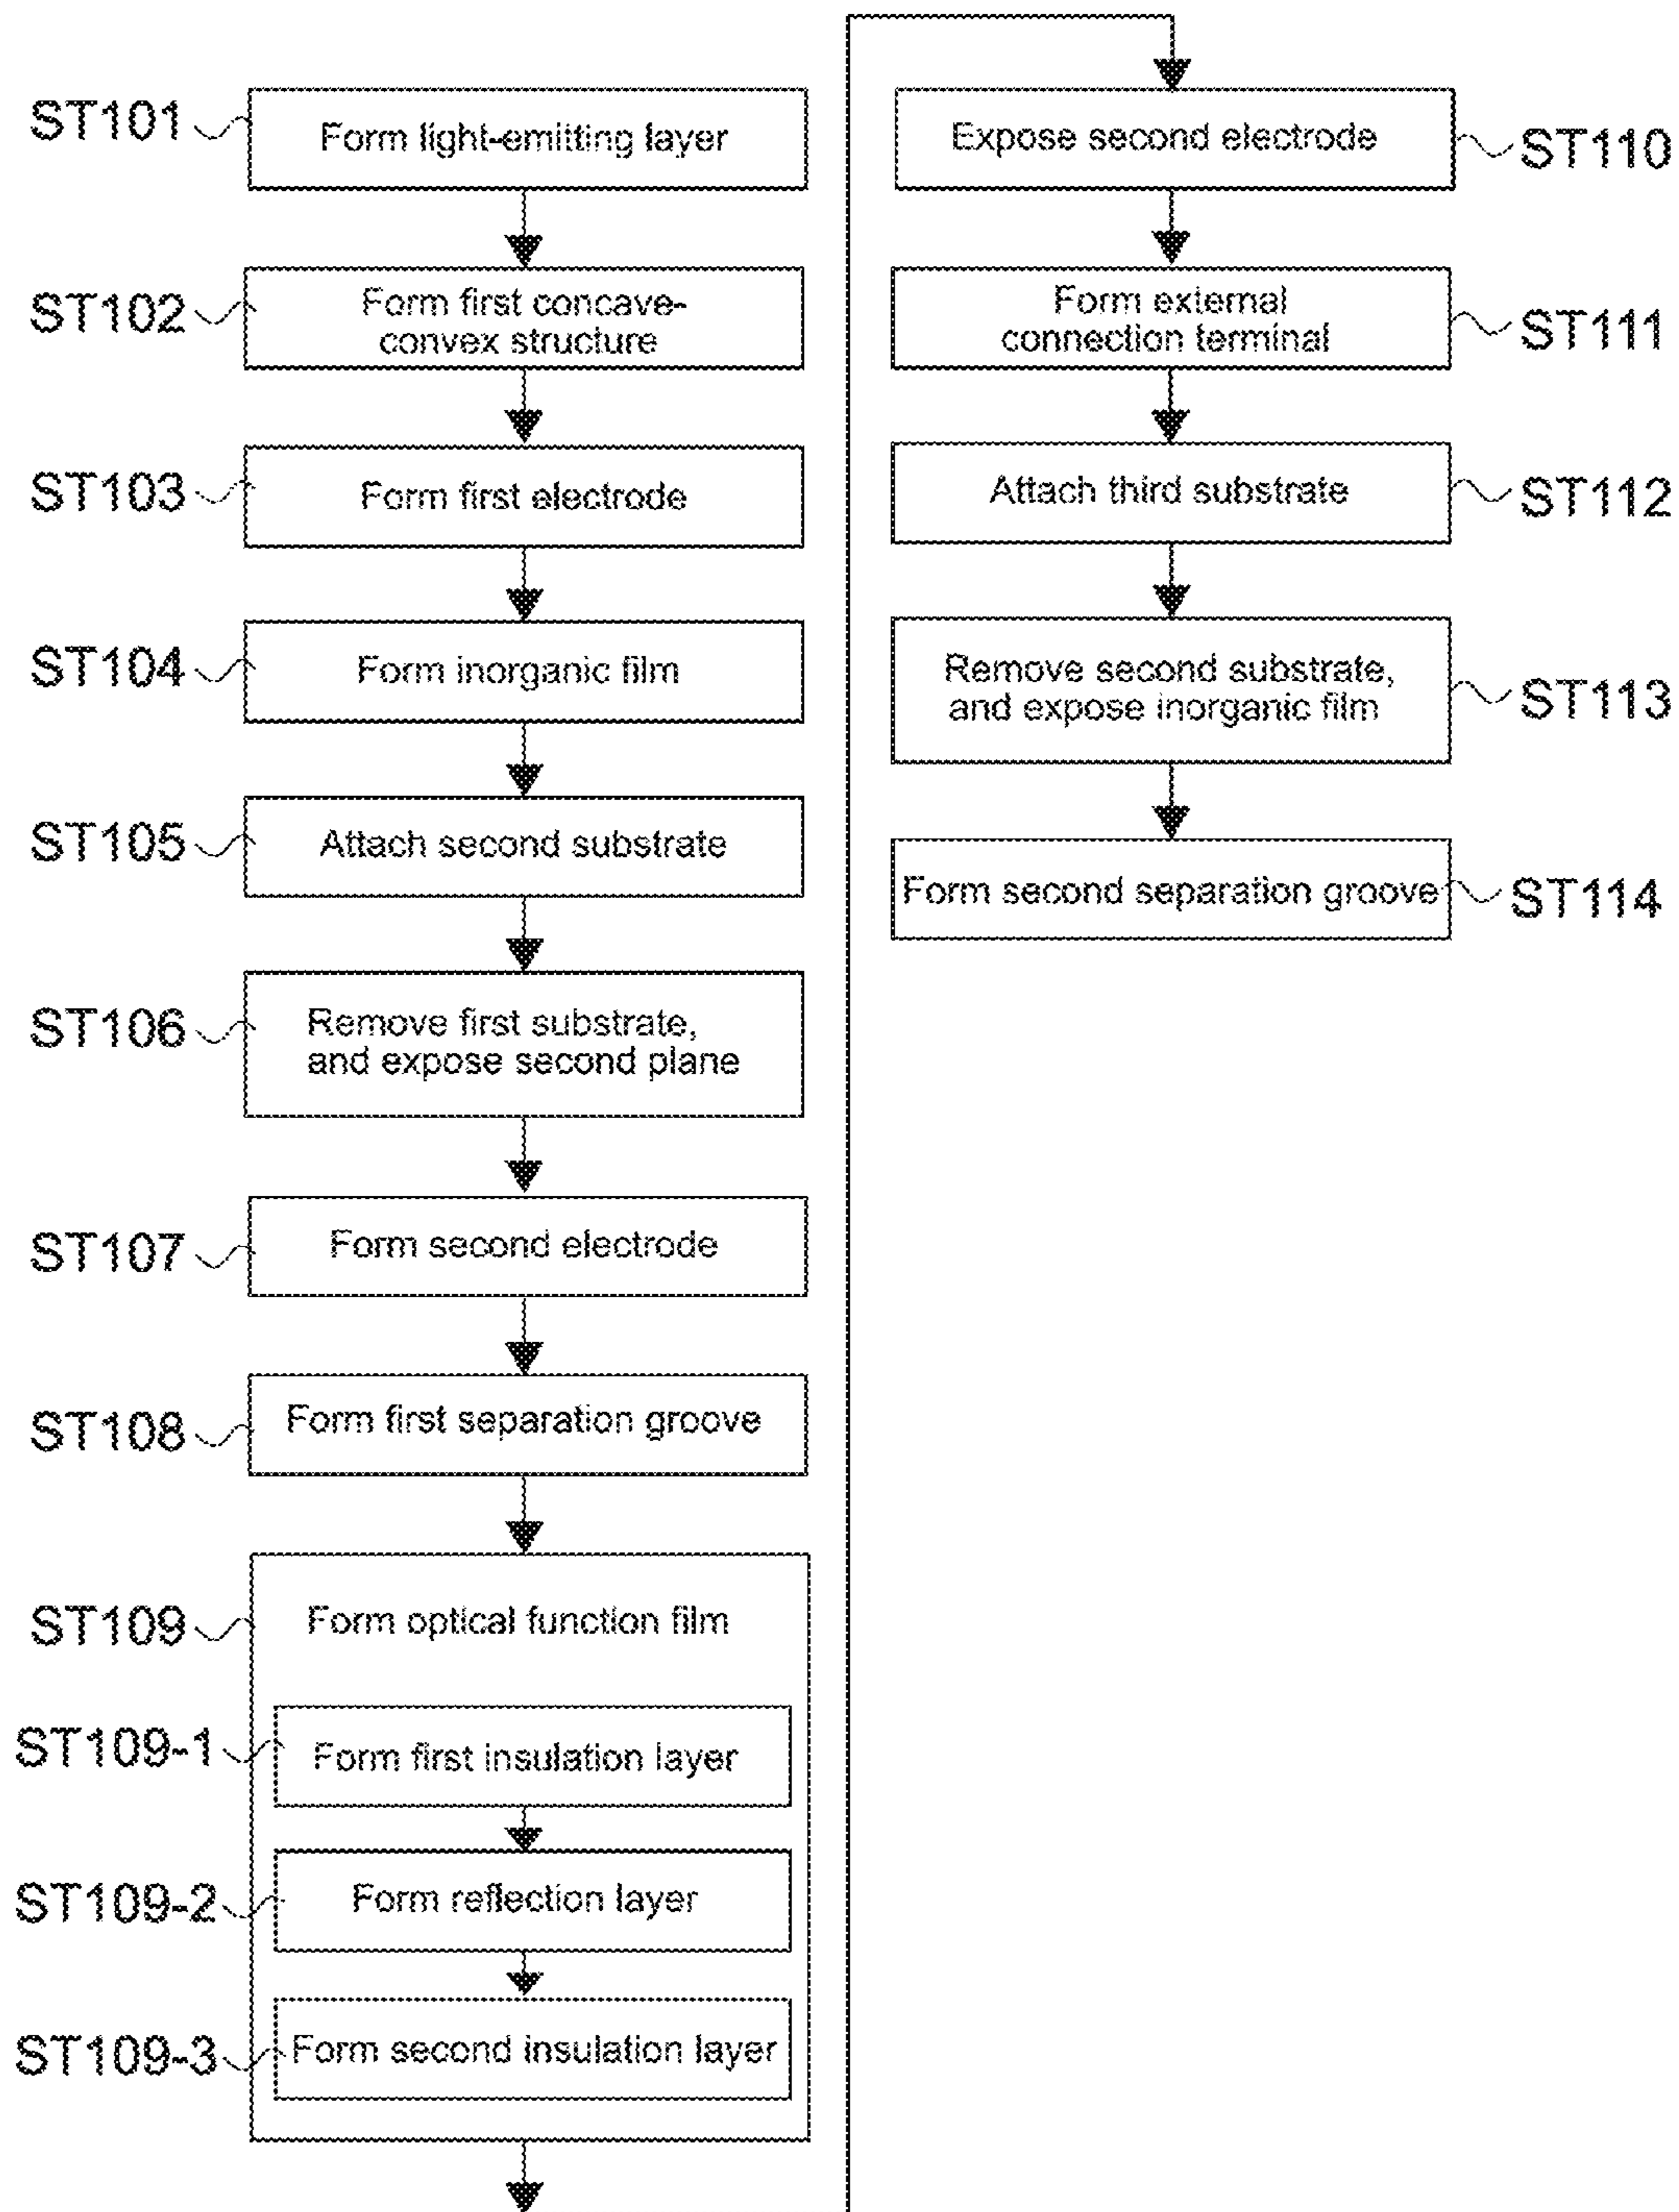 ST101
Form light-emitting layer
ST102
Form first concave-
convex structure
ST103
Form first electrode
ST104
Form inorganic film
ST105
Attach second substrate
ST106
Remove first substrate,
and expose second plane
ST107
Form second electrode
ST108
Form first separation groove
ST109
Form optical function film
ST109-1
Form first insulation layer
ST109-2
Form reflection layer
ST109-3
Form second insulation layer
Expose second electrode
ST110
Form external
connection terminal
ST111
Attach third substrate
ST112
Remove second substrate,
and expose inorganic film
ST113
Form second separation groove
ST114